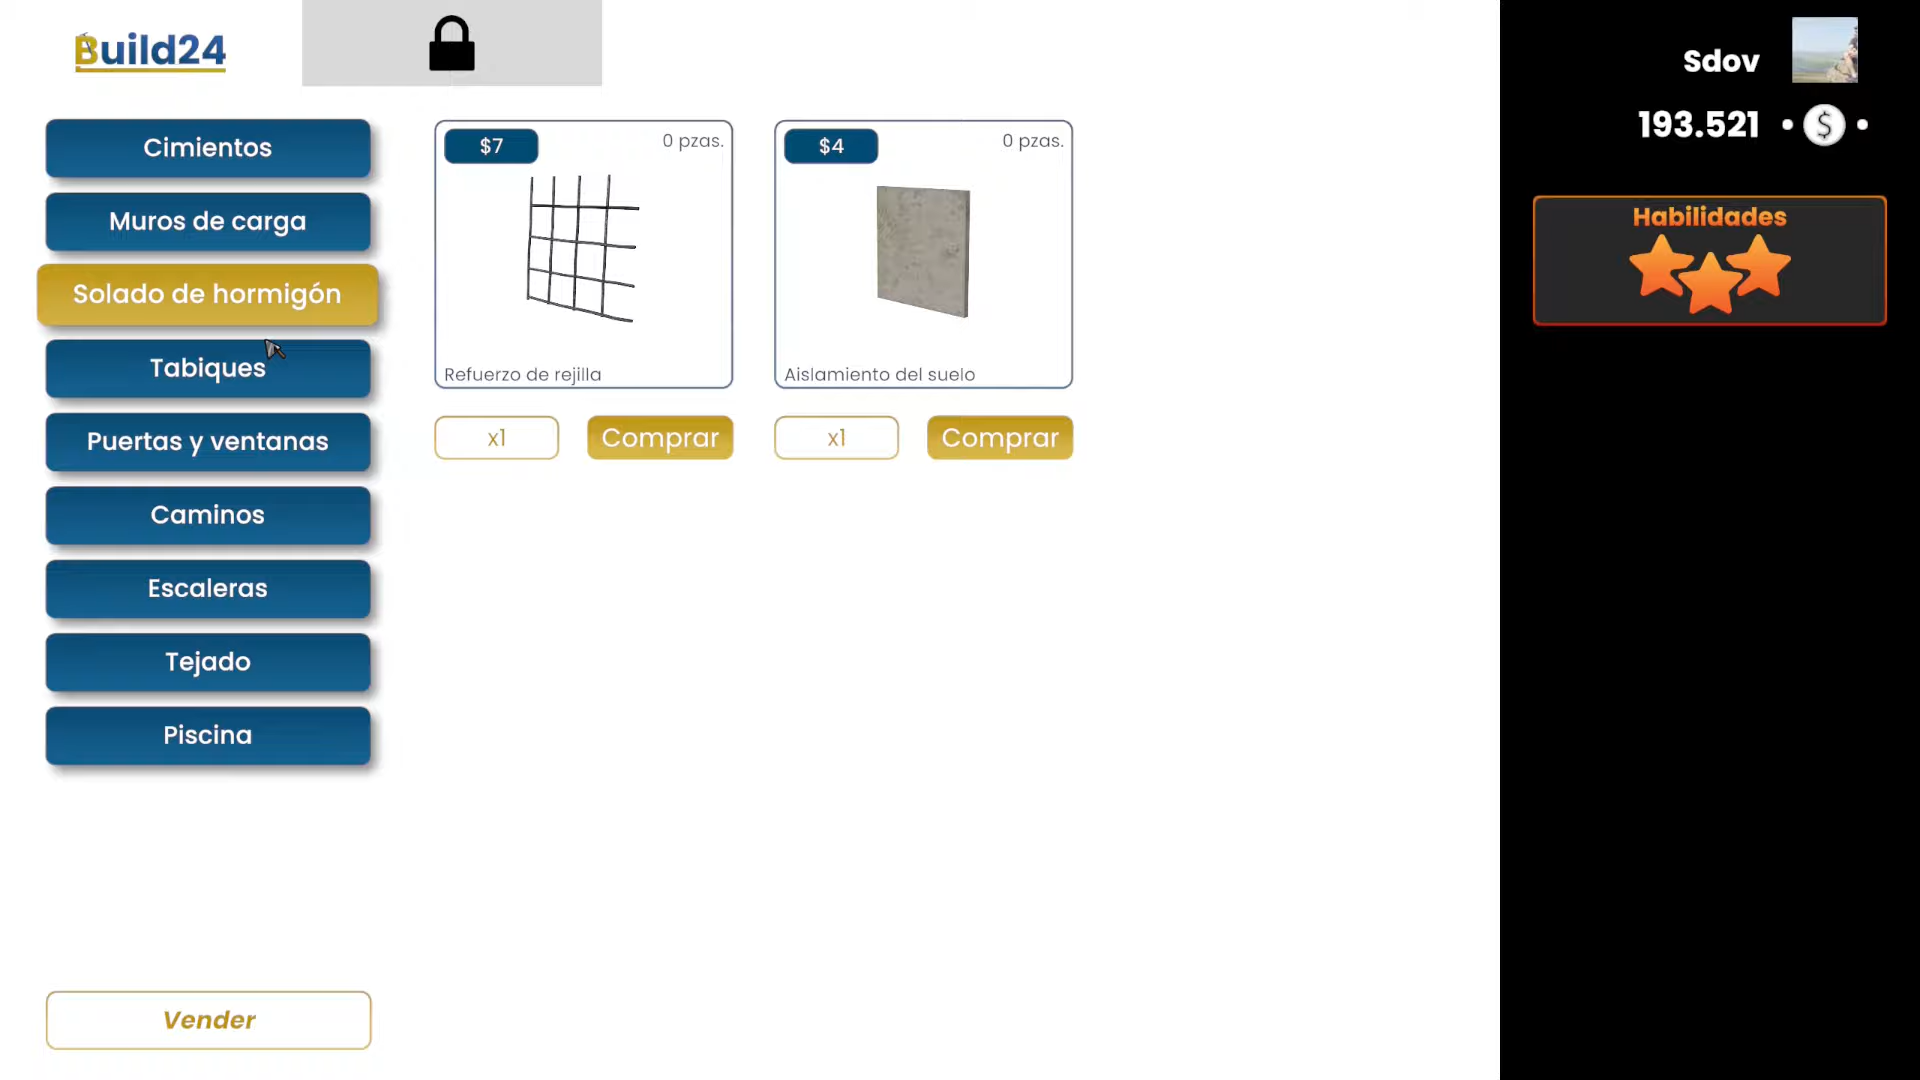 Build24
Sdov
193.521
$
Habilidades
Cimientos
Muros de carga
Solado de hormigón
Tabiques
Puertas y ventanas
Caminos
Escaleras
Tejado
Piscina
Vender
$7
0 pzas.
Refuerzo de rejilla
x1
Comprar
$4
0 pzas.
Aislamiento del suelo
x1
Comprar